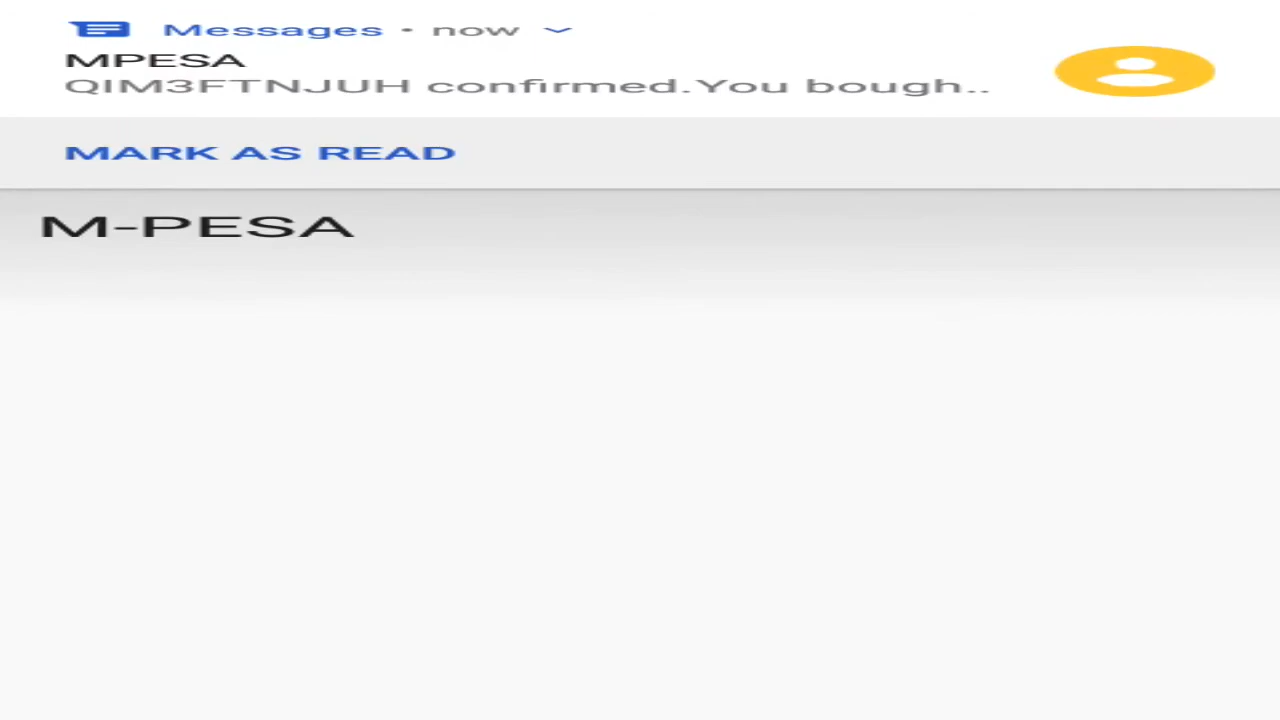 Messages • now
MPESA
QIM3FTNJUH confirmed.You bough..
MARK AS READ
M-PESA